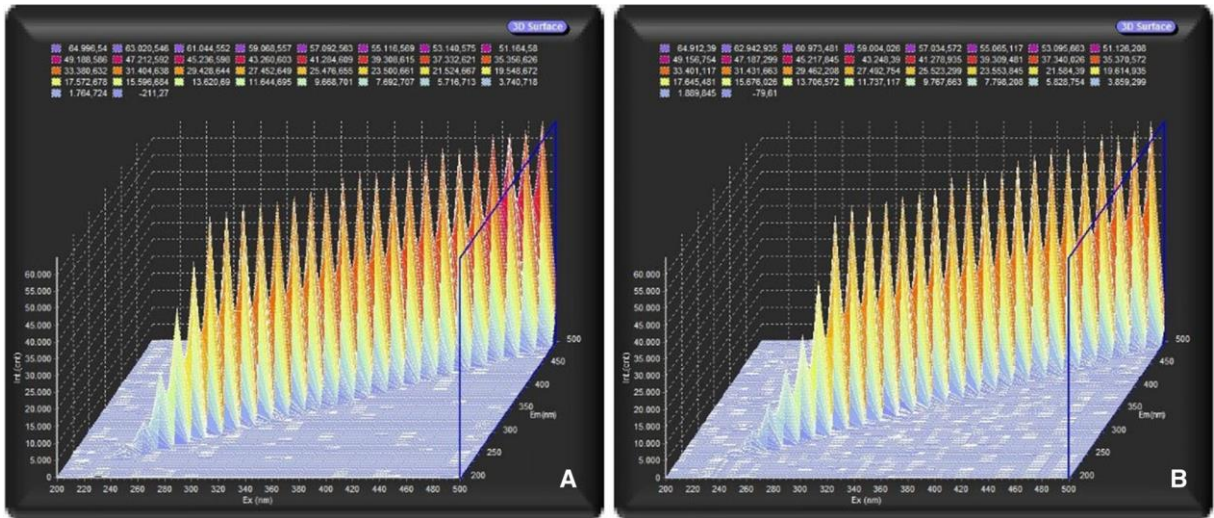 3D Surface
64.996,54 63.020,546 61.044,552 59.068,557 57.092,563 55.116,569 53.140,575 51.164,58
49.188,586 47.212,592 45.236,598 43.260,603 41.284,609 39.308,615 37.332,621 35.356,626
33.380,632 31.404,638 29.428,644 27.452,649 25.476,655 23.500,661 21.524,667 19.548,672
17.572,678 15.596,684 13.620,69 11.644,695 9.668,701 7.692,707 5.716,713 3.740,718
1.764,724 -211,27
60.000
55.000
50.000
45.000
40.000
35.000
30.000
25.000
20.000
15.000
10.000
5.000
0
Int.(cnt)
200 220 240 260 280 300 320 340 360 380 400 420 440 460 480 500
Ex (nm)
500
450
400
350
Em(nm)
300
250
200
A
3D Surface
64.912,39 62.942,935 60.973,481 59.004,026 57.034,572 55.065,117 53.095,663 51.126,208
49.156,754 47.187,299 45.217,845 43.248,39 41.278,935 39.309,481 37.340,026 35.370,572
33.401,117 31.431,663 29.462,208 27.492,754 25.523,299 23.553,845 21.584,39 19.614,935
17.645,481 15.676,026 13.706,572 11.737,117 9.767,663 7.798,208 5.828,754 3.859,299
1.889,845 -79,61
60.000
55.000
50.000
45.000
40.000
35.000
30.000
25.000
20.000
15.000
10.000
5.000
0
Int.(cnt)
200 220 240 260 280 300 320 340 360 380 400 420 440 460 480 500
Ex (nm)
500
450
400
350
Em(nm)
300
250
200
B